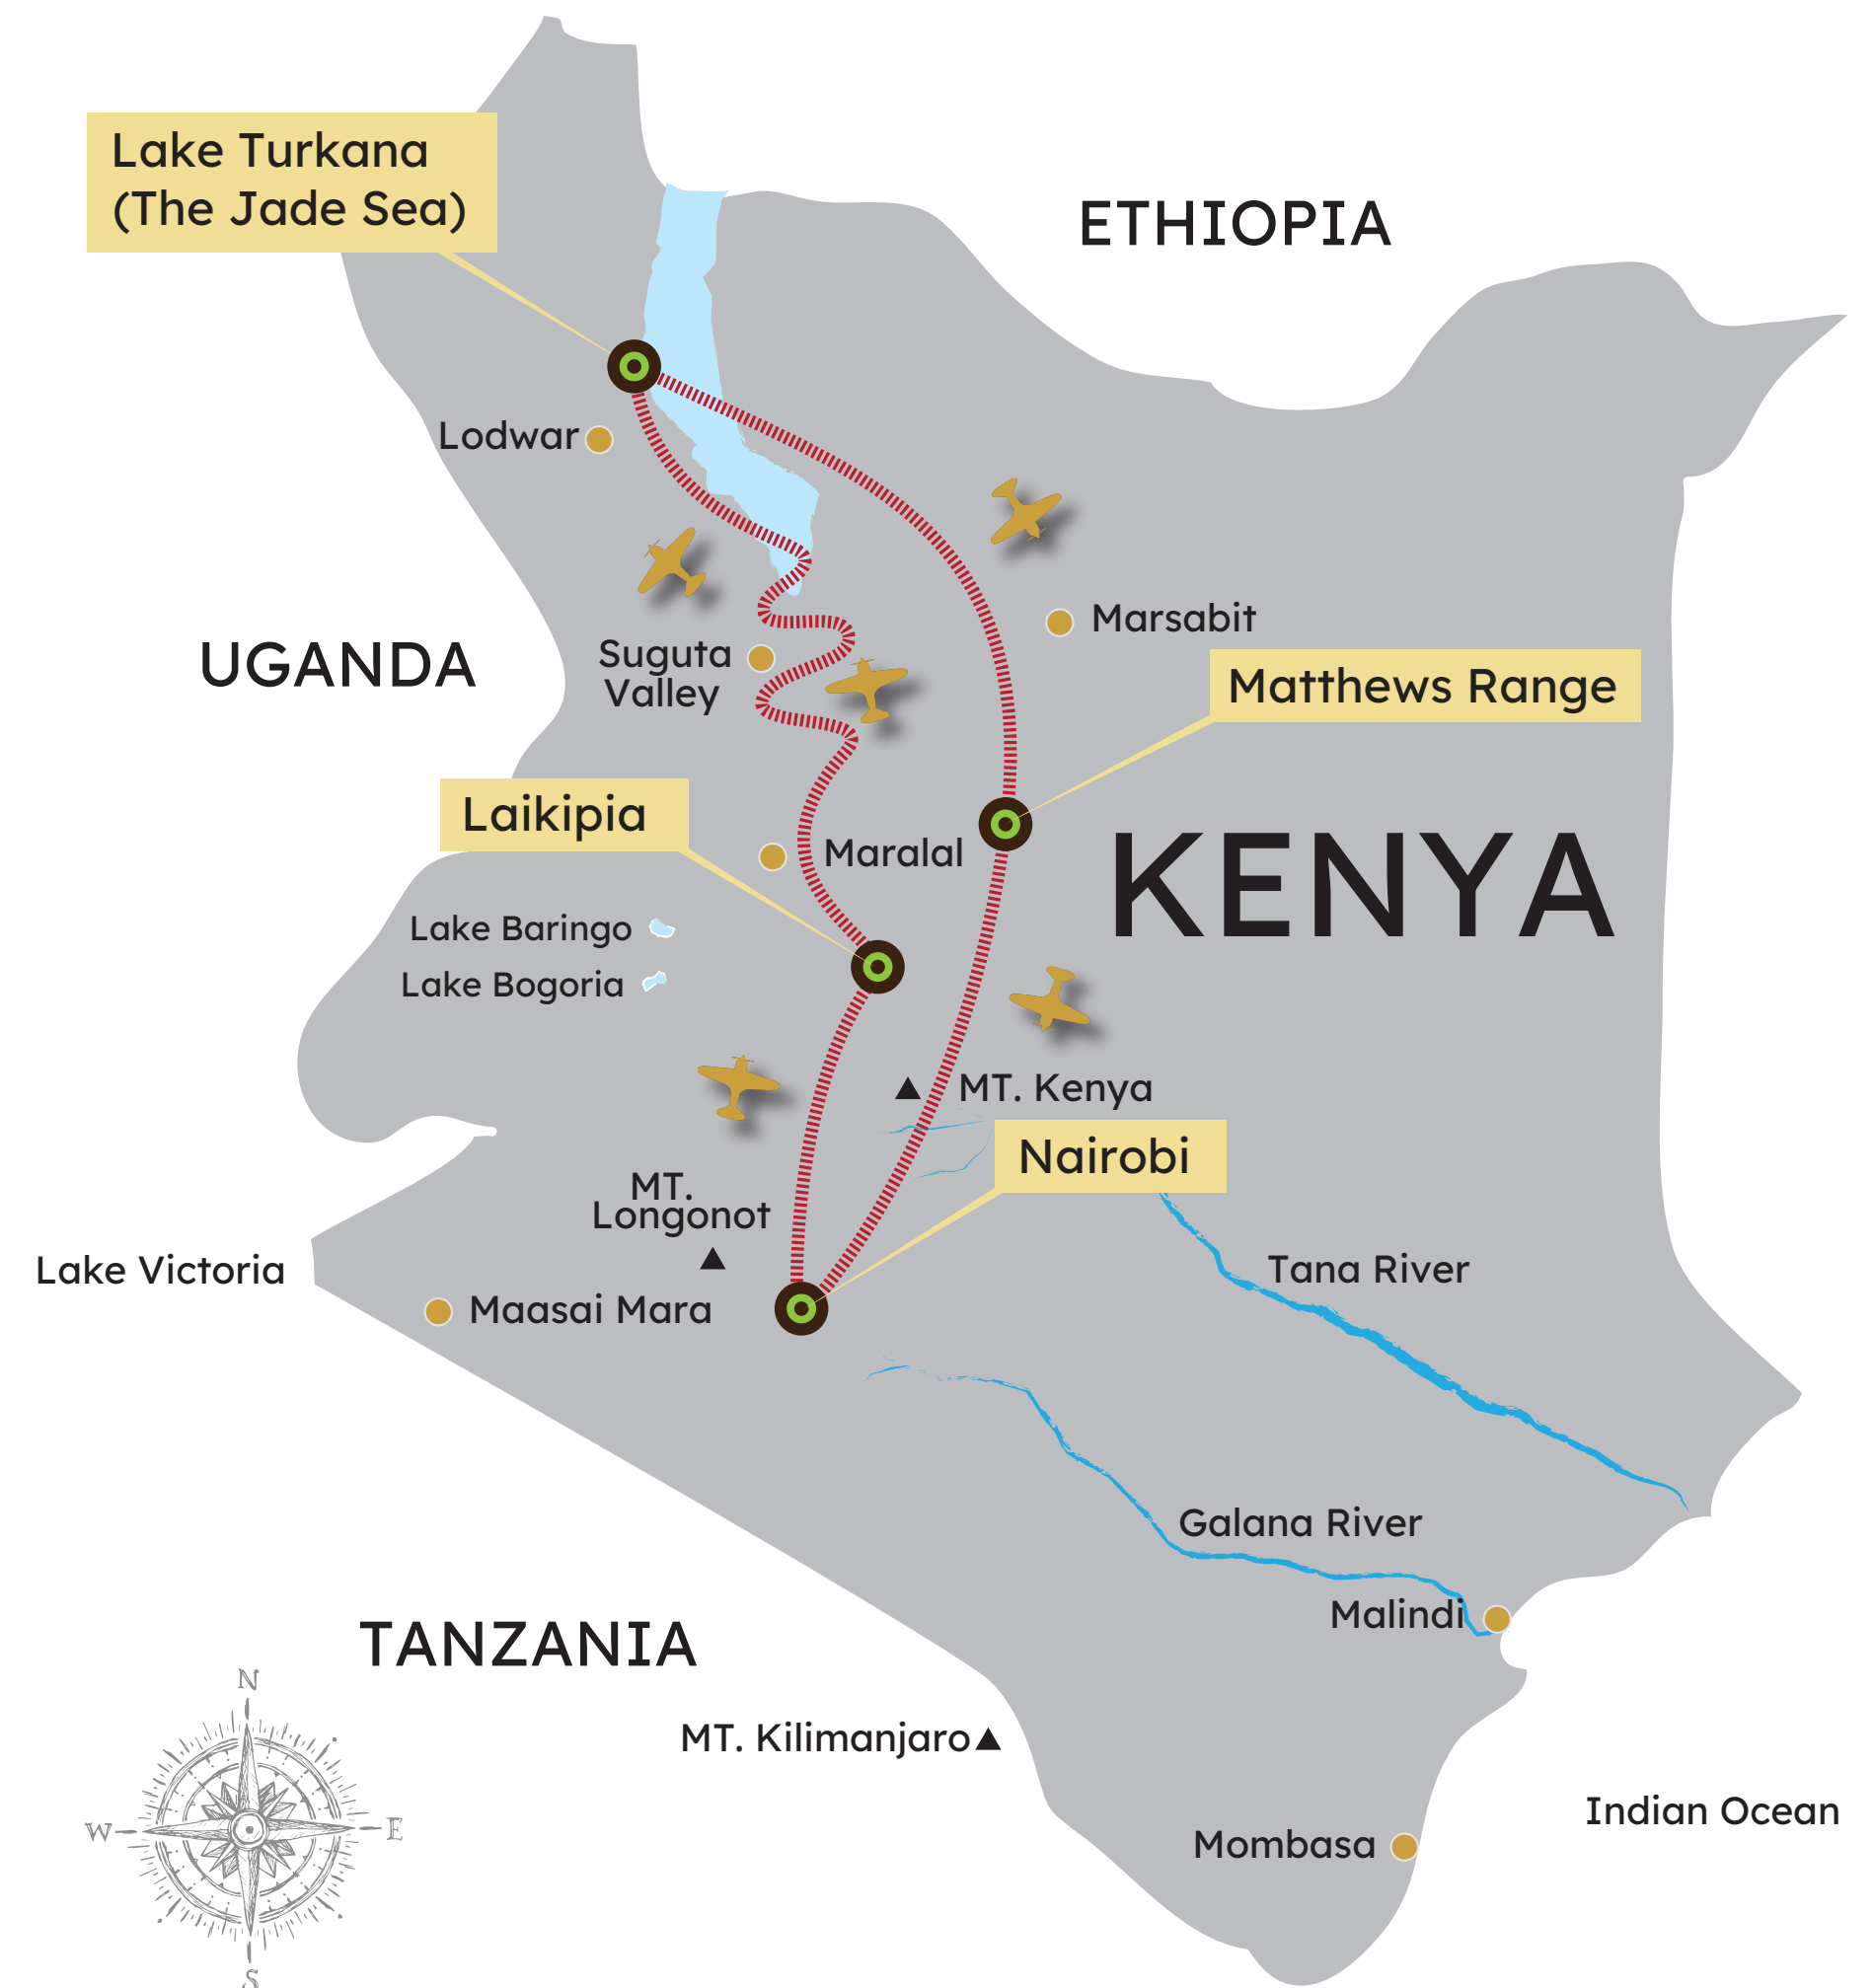 Lake Turkana
(The Jade Sea)
ETHIOPIA
Lodwar
Marsabit
UGANDA
Suguta
Valley
Matthews Range
Laikipia
Maralal
KENYA
Lake Baringo
Lake Bogoria
MT. Kenya
Nairobi
MT.
Longonot
Lake Victoria
Tana River
Maasai Mara
Galana River
Malindi
TANZANIA
N
MT. Kilimanjaro
Indian Ocean
W
E
Mombasa
S